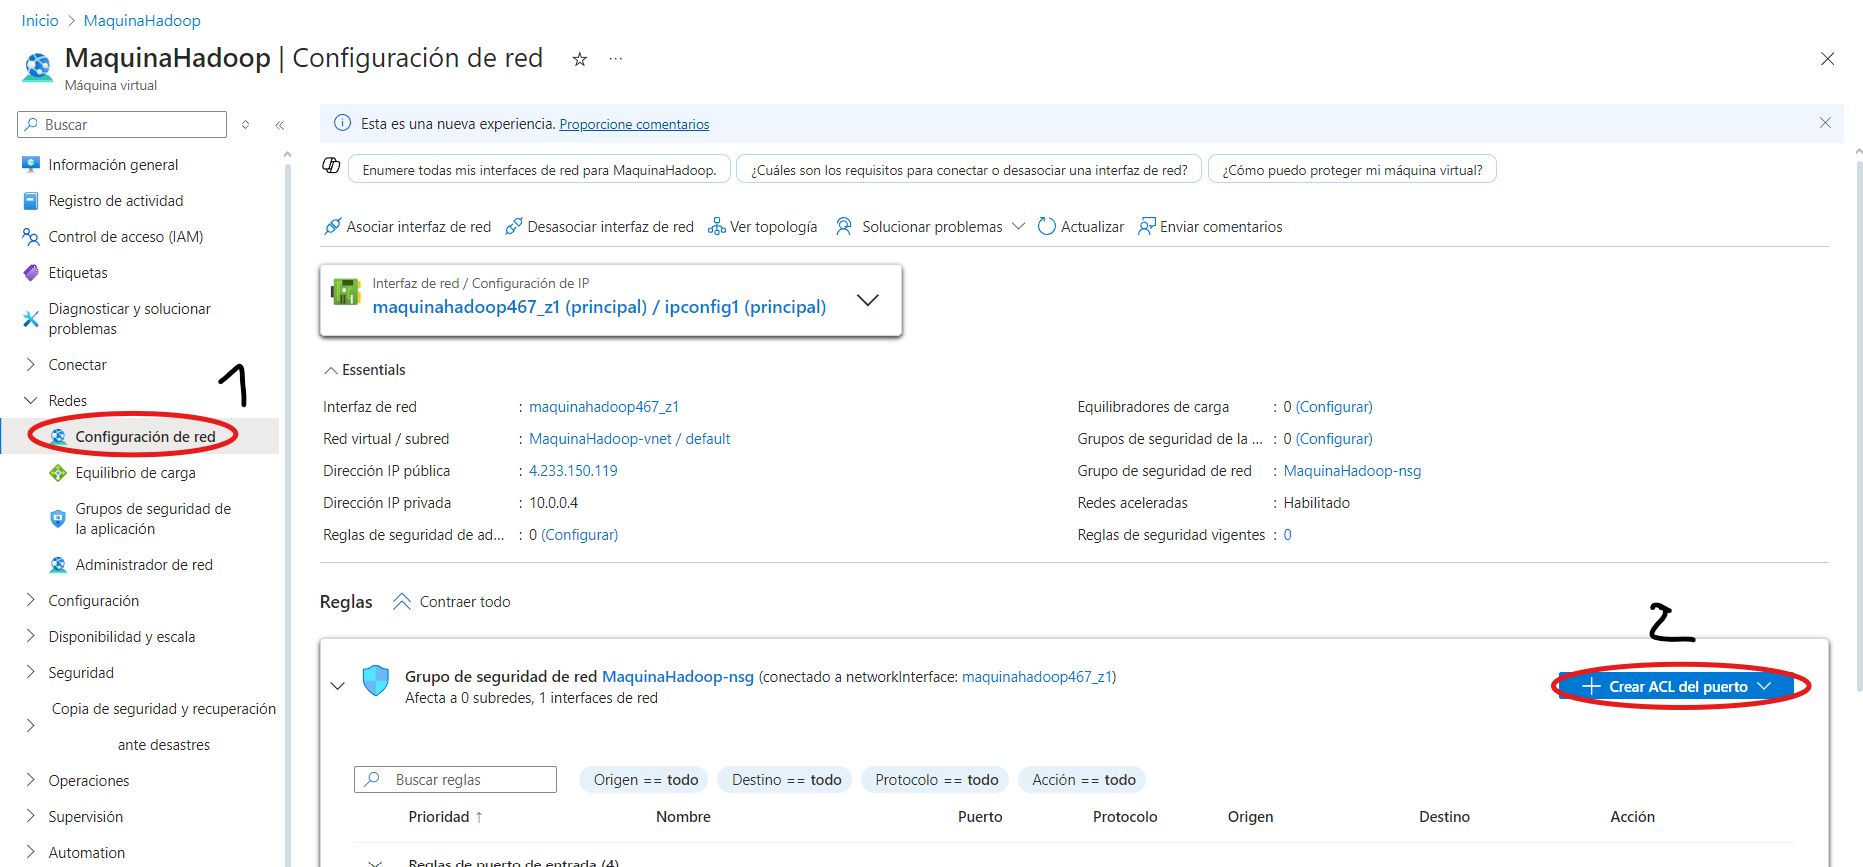 Inicio > MaquinaHadoop
MaquinaHadoop | Configuración de red
Máquina virtual
Buscar
Información general
Registro de actividad
Control de acceso (IAM)
Etiquetas
Diagnosticar y solucionar
problemas
Conectar
1
Redes
Configuración de red
Equilibrio de carga
Grupos de seguridad de
la aplicación
Administrador de red
Configuración
Disponibilidad y escala
Seguridad
Copia de seguridad y recuperación
ante desastres
Operaciones
Supervisión
Automation
Esta es una nueva experiencia. Proporcione comentarios
Enumere todas mis interfaces de red para MaquinaHadoop. ¿Cuáles son los requisitos para conectar o desasociar una interfaz de red? ¿Cómo puedo proteger mi máquina virtual?
Asociar interfaz de red Desasociar interfaz de red Ver topología Solucionar problemas Actualizar Enviar comentarios
Interfaz de red / Configuración de IP
maquinahadoop467_z1 (principal) / ipconfig1 (principal)
Essentials
Interfaz de red : maquinahadoop467_z1
Red virtual / subred : MaquinaHadoop-vnet / default
Dirección IP pública : 4.233.150.119
Dirección IP privada : 10.0.0.4
Reglas de seguridad de ad... : 0 (Configurar)
Equilibradores de carga : 0 (Configurar)
Grupos de seguridad de la ... : 0 (Configurar)
Grupo de seguridad de red : MaquinaHadoop-nsg
Redes aceleradas : Habilitado
Reglas de seguridad vigentes : 0
Reglas Contraer todo
2
Grupo de seguridad de red MaquinaHadoop-nsg (conectado a networkInterface: maquinahadoop467_z1)
Afecta a 0 subredes, 1 interfaces de red
+ Crear ACL del puerto
Buscar reglas Origen == todo Destino == todo Protocolo == todo Acción == todo
Prioridad ↑ Nombre Puerto Protocolo Origen Destino Acción
Reglas de puerto de entrada (4)